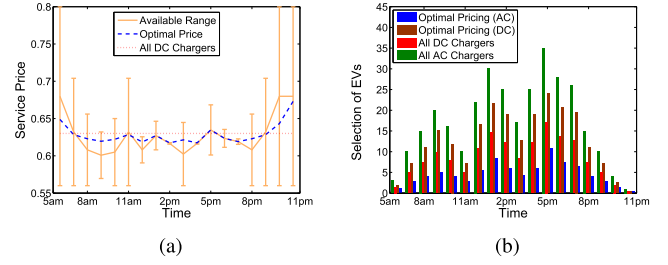 0.8
0.75
0.7
0.65
0.6
0.55
Service Price
Available Range
Optimal Price
All DC Chargers
5am 8am 11am 2pm 5pm 8pm 11pm
Time
(a)
45
40
35
30
25
20
15
10
5
0
Selection of EVs
Optimal Pricing (AC)
Optimal Pricing (DC)
All DC Chargers
All AC Chargers
5am 8am 11am 2pm 5pm 8pm 11pm
Time
(b)